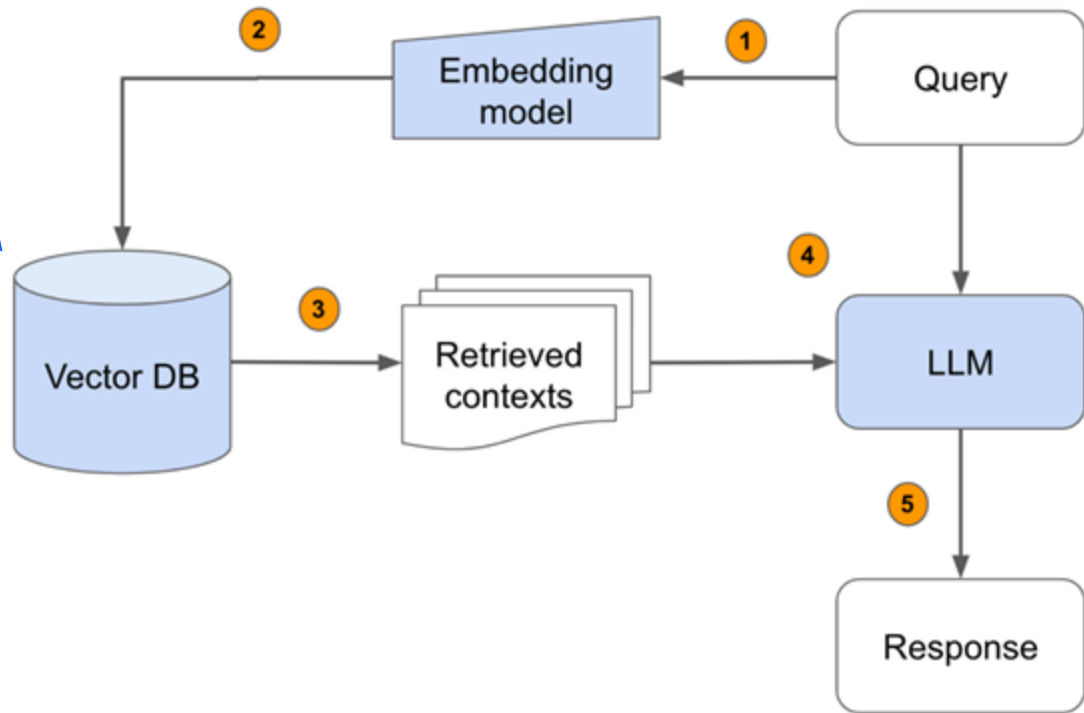 2
1
Embedding
model
Query
4
3
Vector DB
Retrieved
contexts
LLM
5
Response